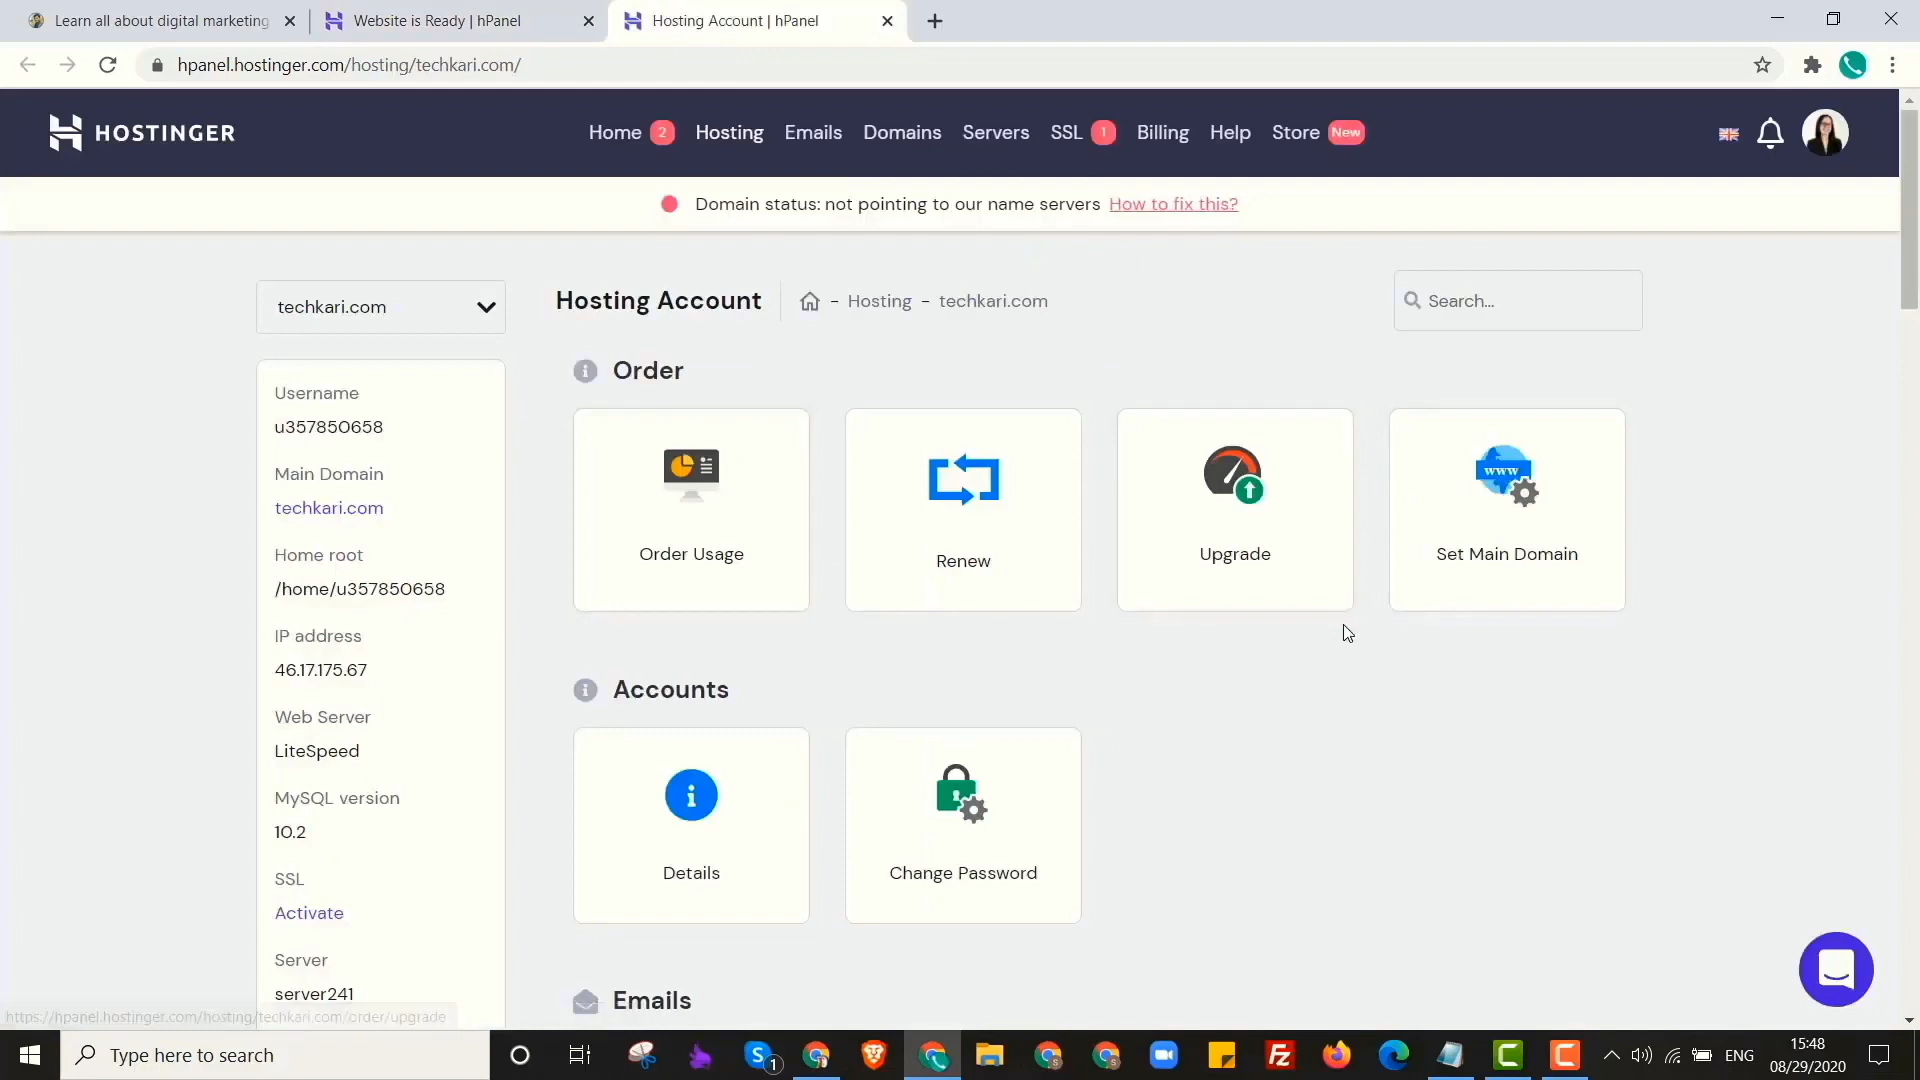 Learn all about digital marketing
Website is Ready | hPanel
Hosting Account | hPanel
hpanel.hostinger.com/hosting/techkari.com/
HOSTINGER
Home 2 Hosting Emails Domains Servers SSL 1 Billing Help Store New
Domain status: not pointing to our name servers How to fix this?
techkari.com
Hosting Account
- Hosting - techkari.com
Search...
Username
u357850658
Main Domain
techkari.com
Home root
/home/u357850658
IP address
46.17.175.67
Web Server
LiteSpeed
MySQL version
10.2
SSL
Activate
Server
server241
Order
Order Usage
Renew
Upgrade
www
Set Main Domain
Accounts
Details
Change Password
Emails
https://hpanel.hostinger.com/hosting/techkari.com/order/upgrade
Type here to search
1
ENG
15:48
08/29/2020